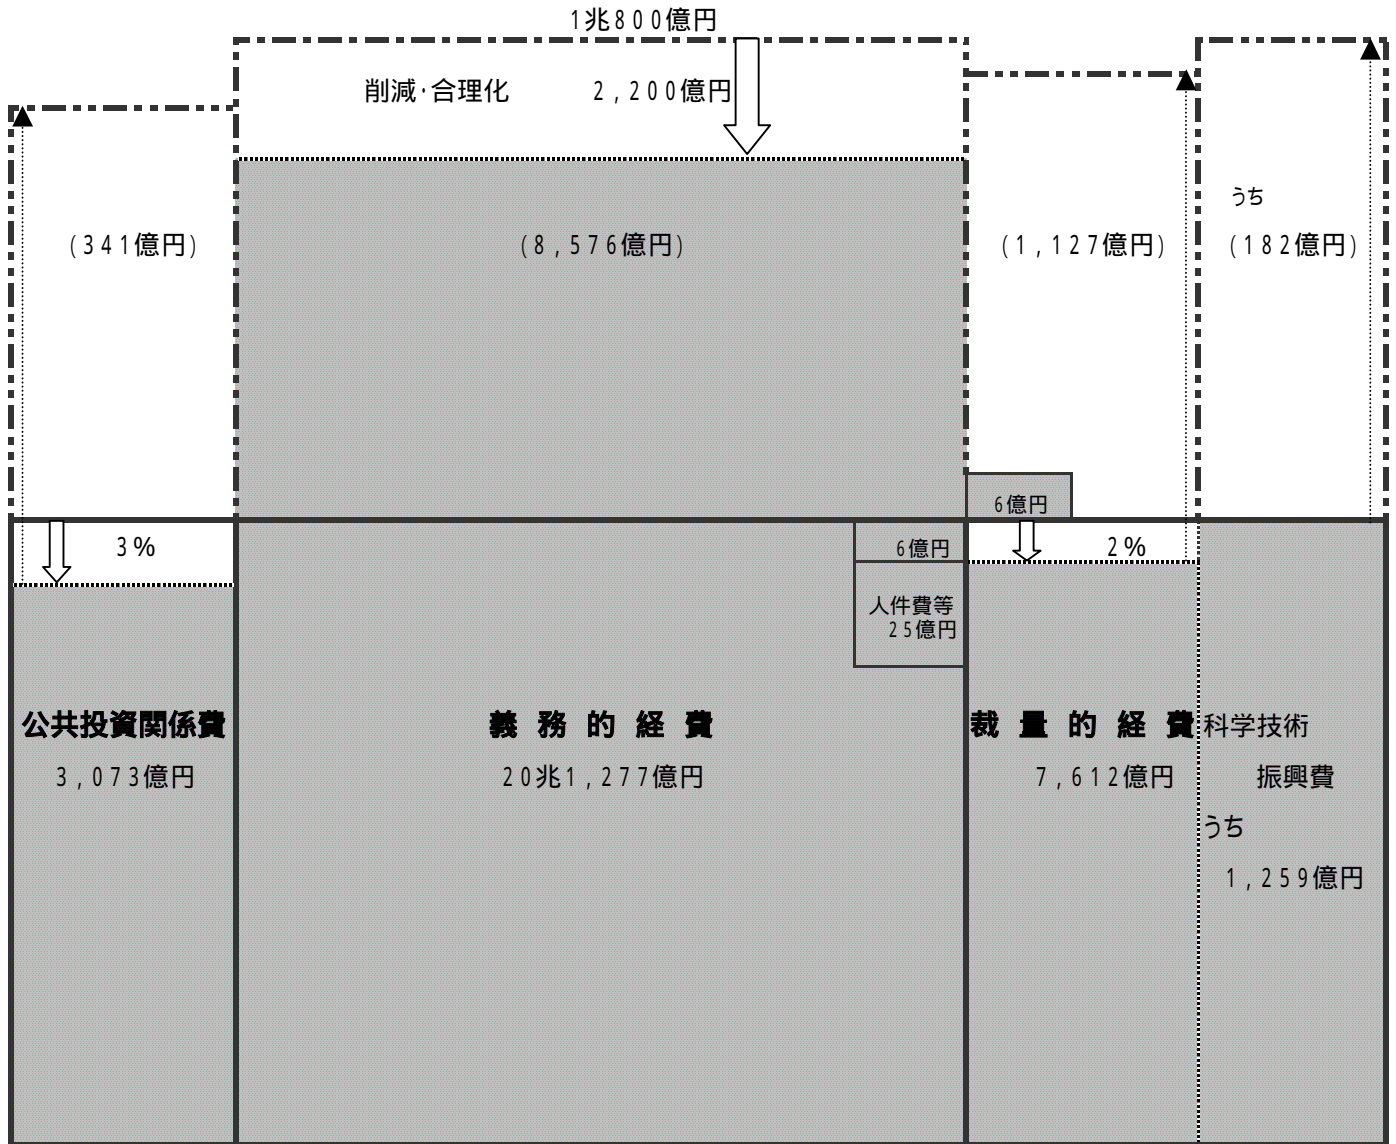 1兆800億円
削減･合理化 2,200億円
うち
(341億円) (8,576億円) (1,127億円) (182億円)
6億円
3% 6億円 2%
人件費等
25億円
公共投資関係費 義務的経費 裁量的経費 科学技術
3,073億円 20兆1,277億円 7,612億円 振興費
うち
1,259億円